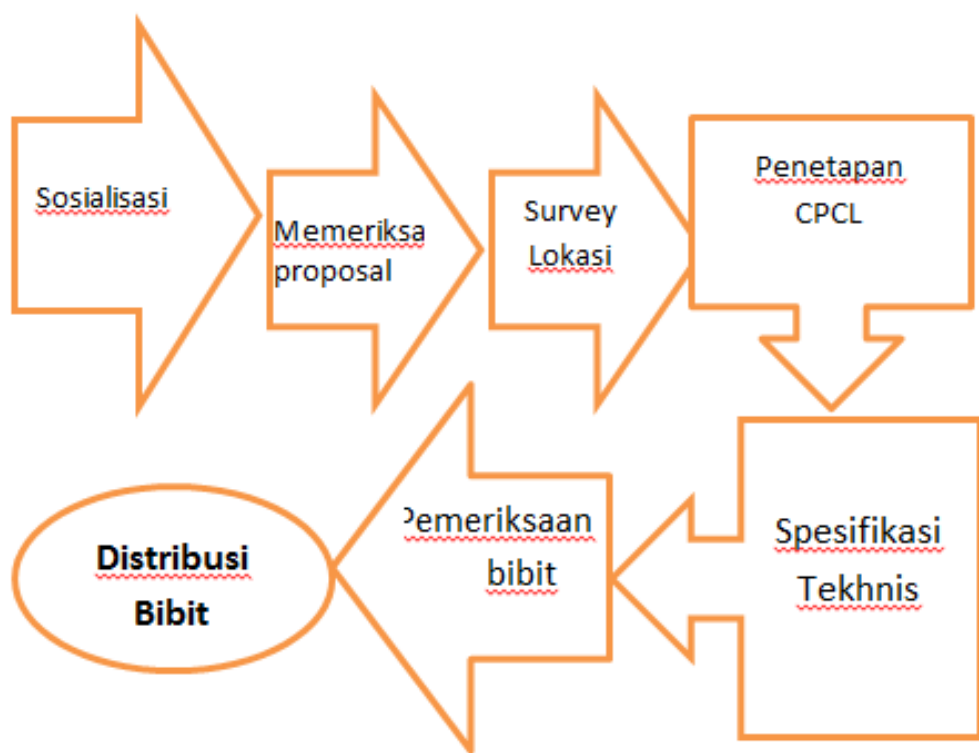 Sosialisasi
Memeriksa
proposal
Survey
Lokasi
Penetapan
CPCL
Spesifikasi
Tekhnis
Pemeriksaan
bibit
Distribusi
Bibit